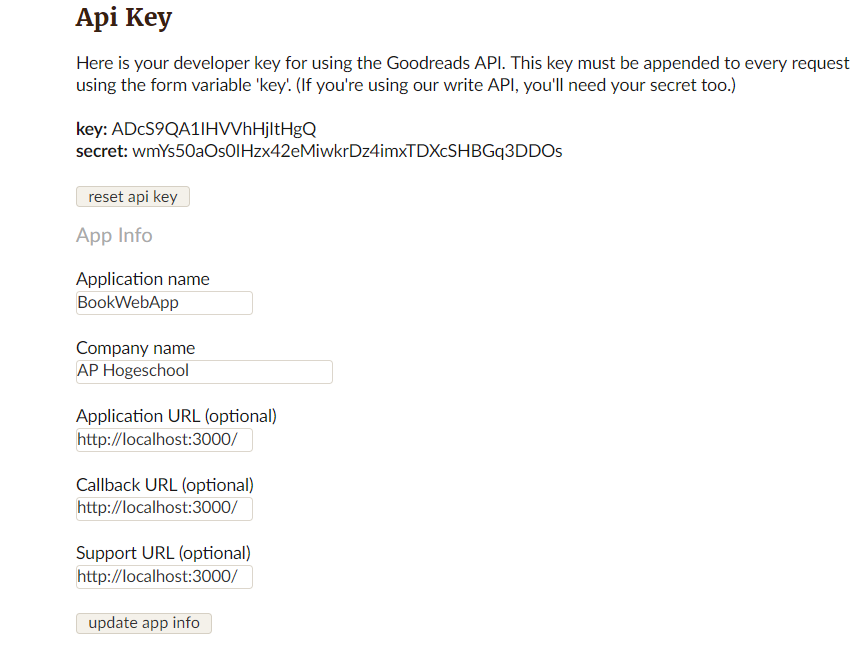 Api Key
Here is your developer key for using the Goodreads API. This key must be appended to every request
using the form variable 'key'. (If you're using our write API, you'll need your secret too.)
key: ADcS9QA1IHVVhHjItHgQ
secret: wmYs50aOs0IHzx42eMiwkrDz4imxTDXcSHBGq3DDOs
reset api key
App Info
Application name
BookWebApp
Company name
AP Hogeschool
Application URL (optional)
http://localhost:3000/
Callback URL (optional)
http://localhost:3000/
Support URL (optional)
http://localhost:3000/
update app info